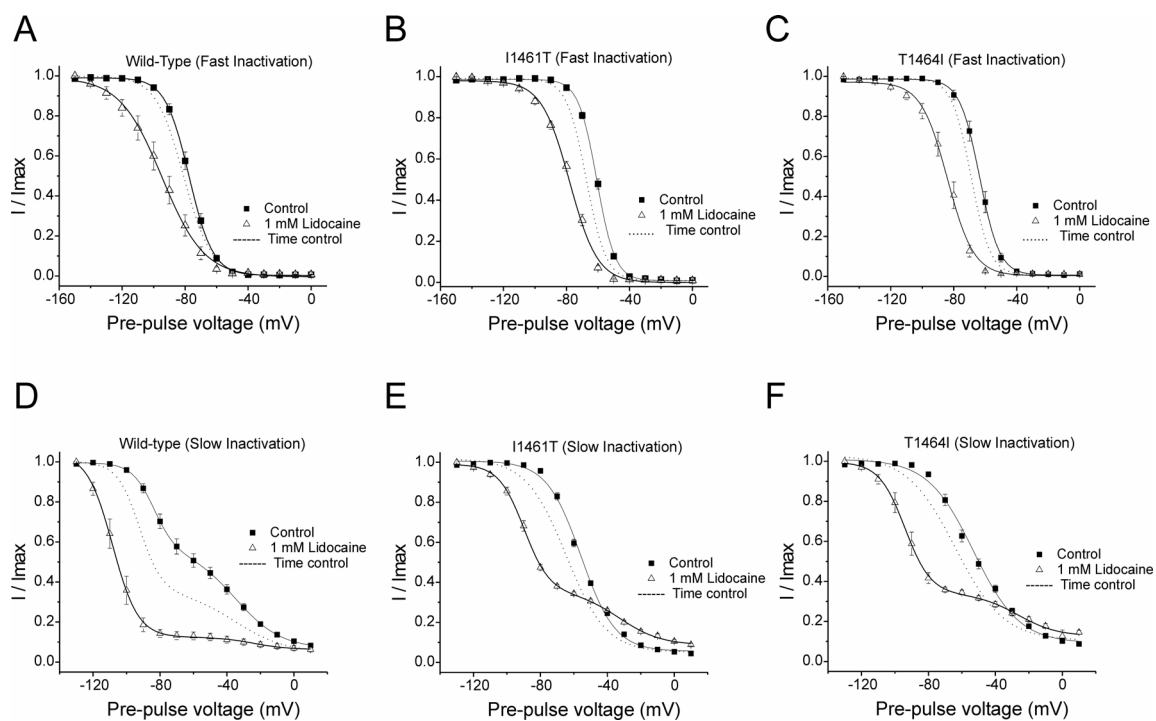 A
Wild-Type (Fast Inactivation)
I / Imax
1.0
0.8
0.6
0.4
0.2
0.0
-160
-120
-80
-40
0
Pre-pulse voltage (mV)
Control
1 mM Lidocaine
Time control
B
I1461T (Fast Inactivation)
I / Imax
1.0
0.8
0.6
0.4
0.2
0.0
-160
-120
-80
-40
0
Pre-pulse voltage (mV)
Control
1 mM Lidocaine
Time control
C
T1464I (Fast Inactivation)
I / Imax
1.0
0.8
0.6
0.4
0.2
0.0
-160
-120
-80
-40
0
Pre-pulse voltage (mV)
Control
1 mM Lidocaine
Time control
D
Wild-type (Slow Inactivation)
I / Imax
1.0
0.8
0.6
0.4
0.2
0.0
-120
-80
-40
0
Pre-pulse voltage (mV)
Control
1 mM Lidocaine
Time control
E
I1461T (Slow Inactivation)
I / Imax
1.0
0.8
0.6
0.4
0.2
0.0
-120
-80
-40
0
Pre-pulse voltage (mV)
Control
1 mM Lidocaine
Time control
F
T1464I (Slow Inactivation)
I / Imax
1.0
0.8
0.6
0.4
0.2
0.0
-120
-80
-40
0
Pre-pulse voltage (mV)
Control
1 mM Lidocaine
Time control